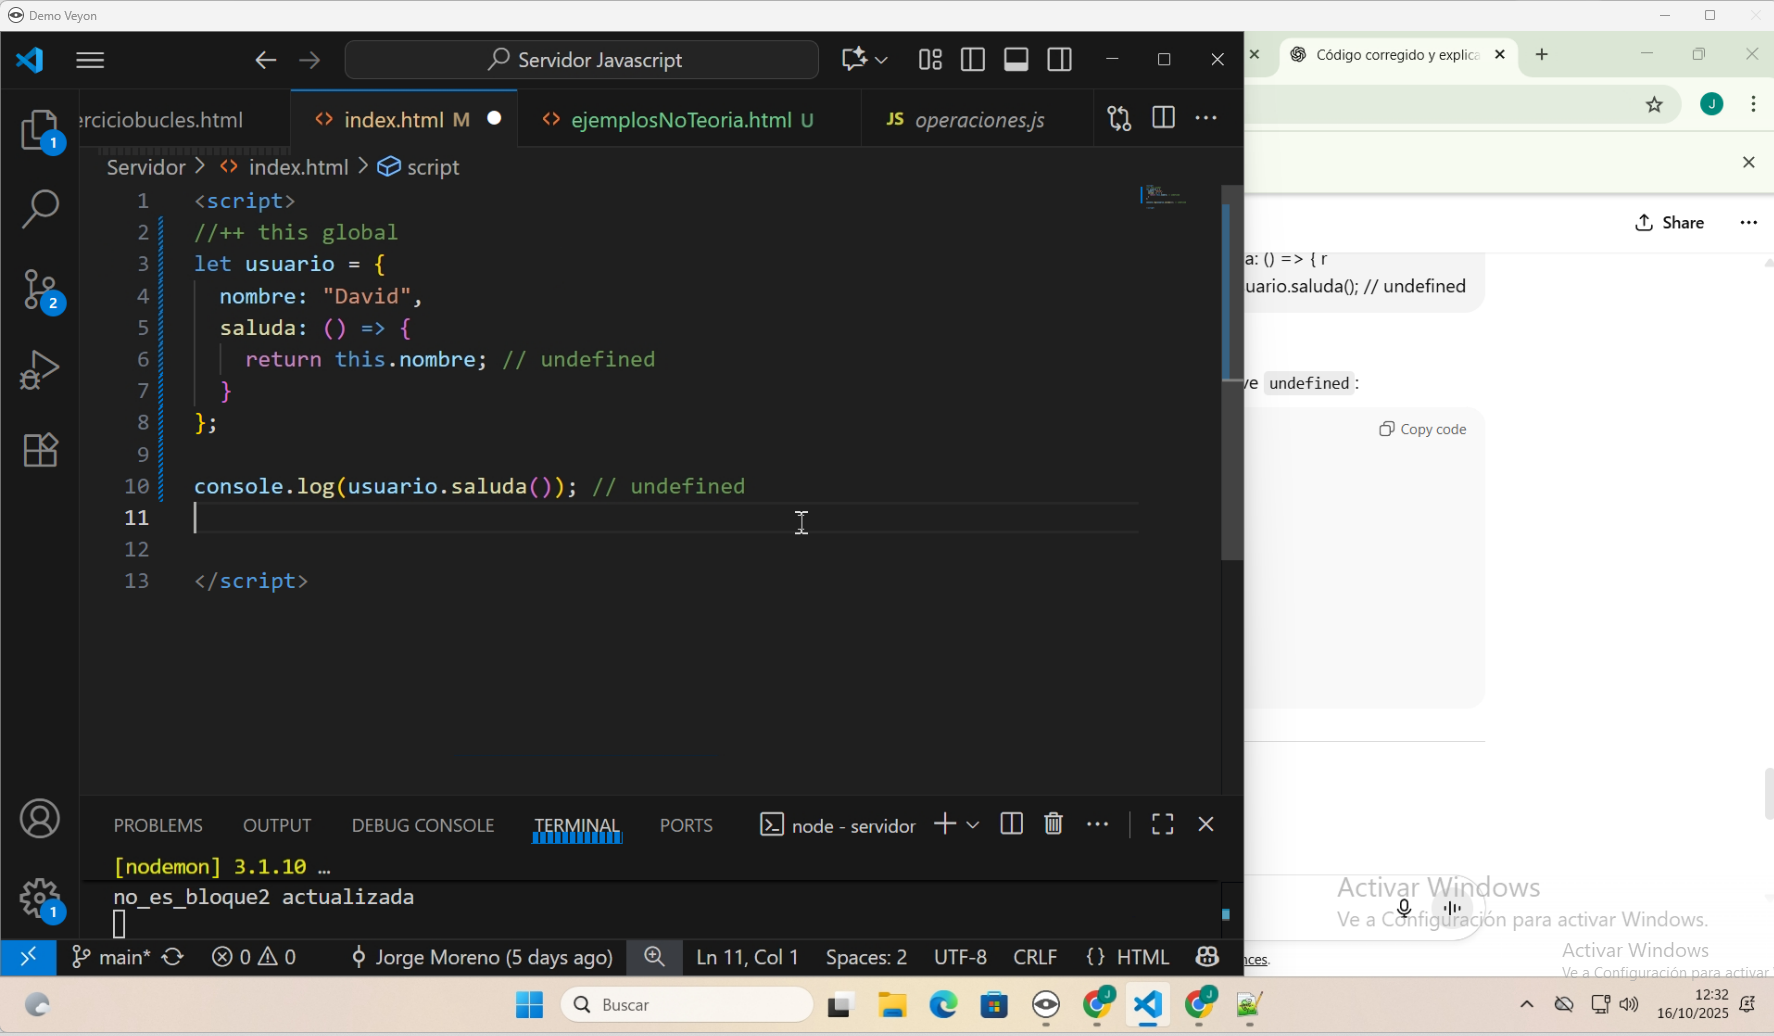 Demo Veyon
Servidor Javascript
Código corregido y explica
J
erciciobucles.html
index.html M
ejemplosNoTeoria.html U
JS operaciones.js
Servidor > index.html > script
1 <script>
2 //++ this global
3 let usuario = {
4 nombre: "David",
5 saluda: () => {
6 return this.nombre; // undefined
7 }
8 };
9
10 console.log(usuario.saluda()); // undefined
11
12
13 </script>
1
2
1
Share
a: () => { r
uario.saluda(); // undefined
ve undefined:
Copy code
PROBLEMS
OUTPUT
DEBUG CONSOLE
TERMINAL
PORTS
node - servidor
[nodemon] 3.1.10 …
no_es_bloque2 actualizada
Activar Windows
Ve a Configuración para activar Windows.
Activar Windows
Ve a Configuración para activar
nces.
main*
0
0
Jorge Moreno (5 days ago)
Ln 11, Col 1
Spaces: 2
UTF-8
CRLF
{} HTML
Buscar
J
J
12:32
16/10/2025